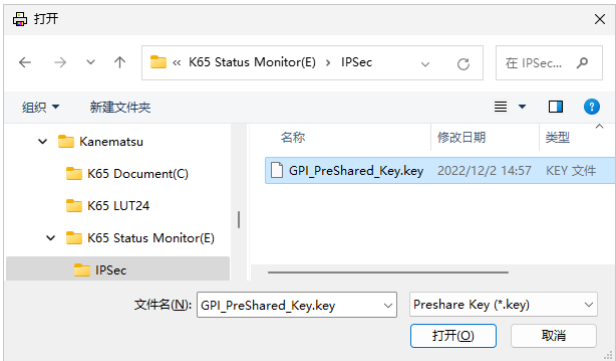 打开
« K65 Status Monitor(E) › IPSec
在 IPSec...
组织 新建文件夹
Kanematsu
K65 Document(C)
K65 LUT24
K65 Status Monitor(E)
IPSec
名称 修改日期 类型
GPI_PreShared_Key.key 2022/12/2 14:57 KEY 文件
文件名(N): GPI_PreShared_Key.key Preshare Key (*.key)
打开(O) 取消